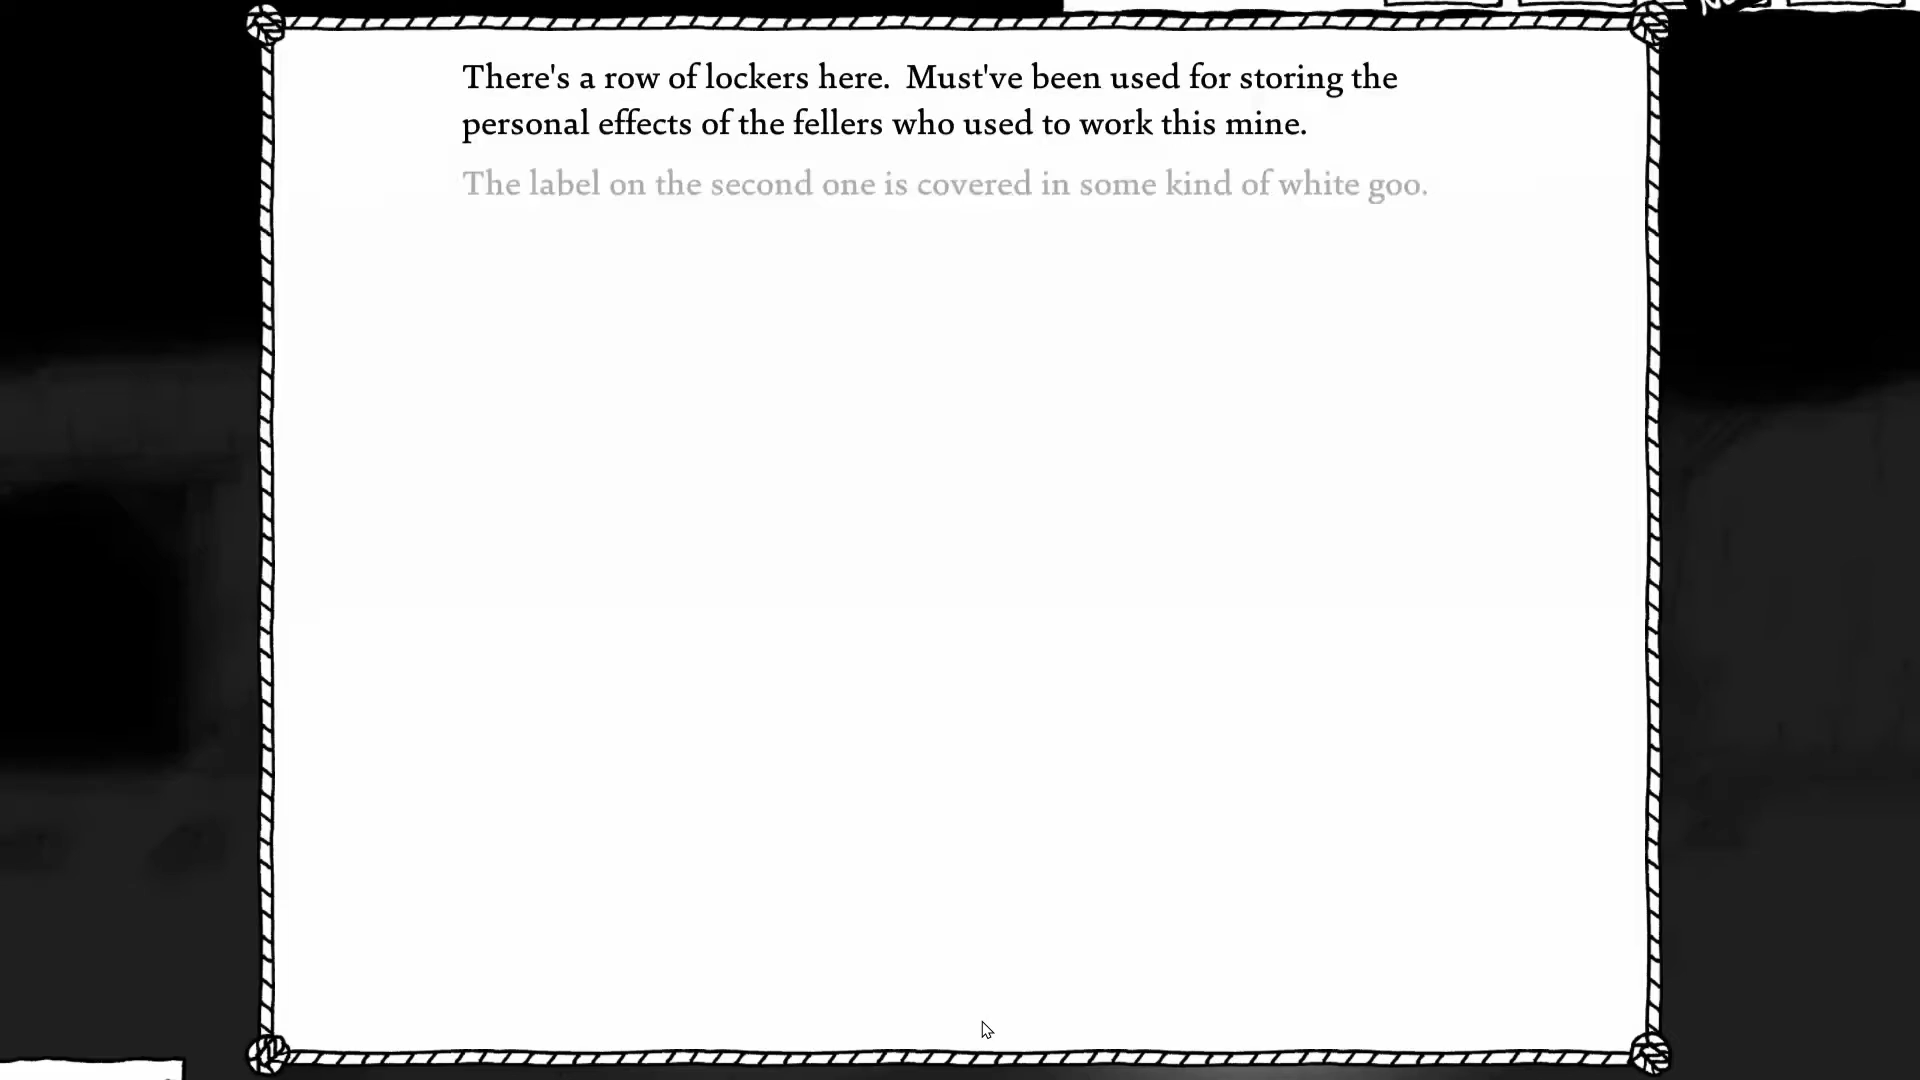 There's a row of lockers here.  Must've been used for storing the
personal effects of the fellers who used to work this mine.
The label on the second one is covered in some kind of white goo.